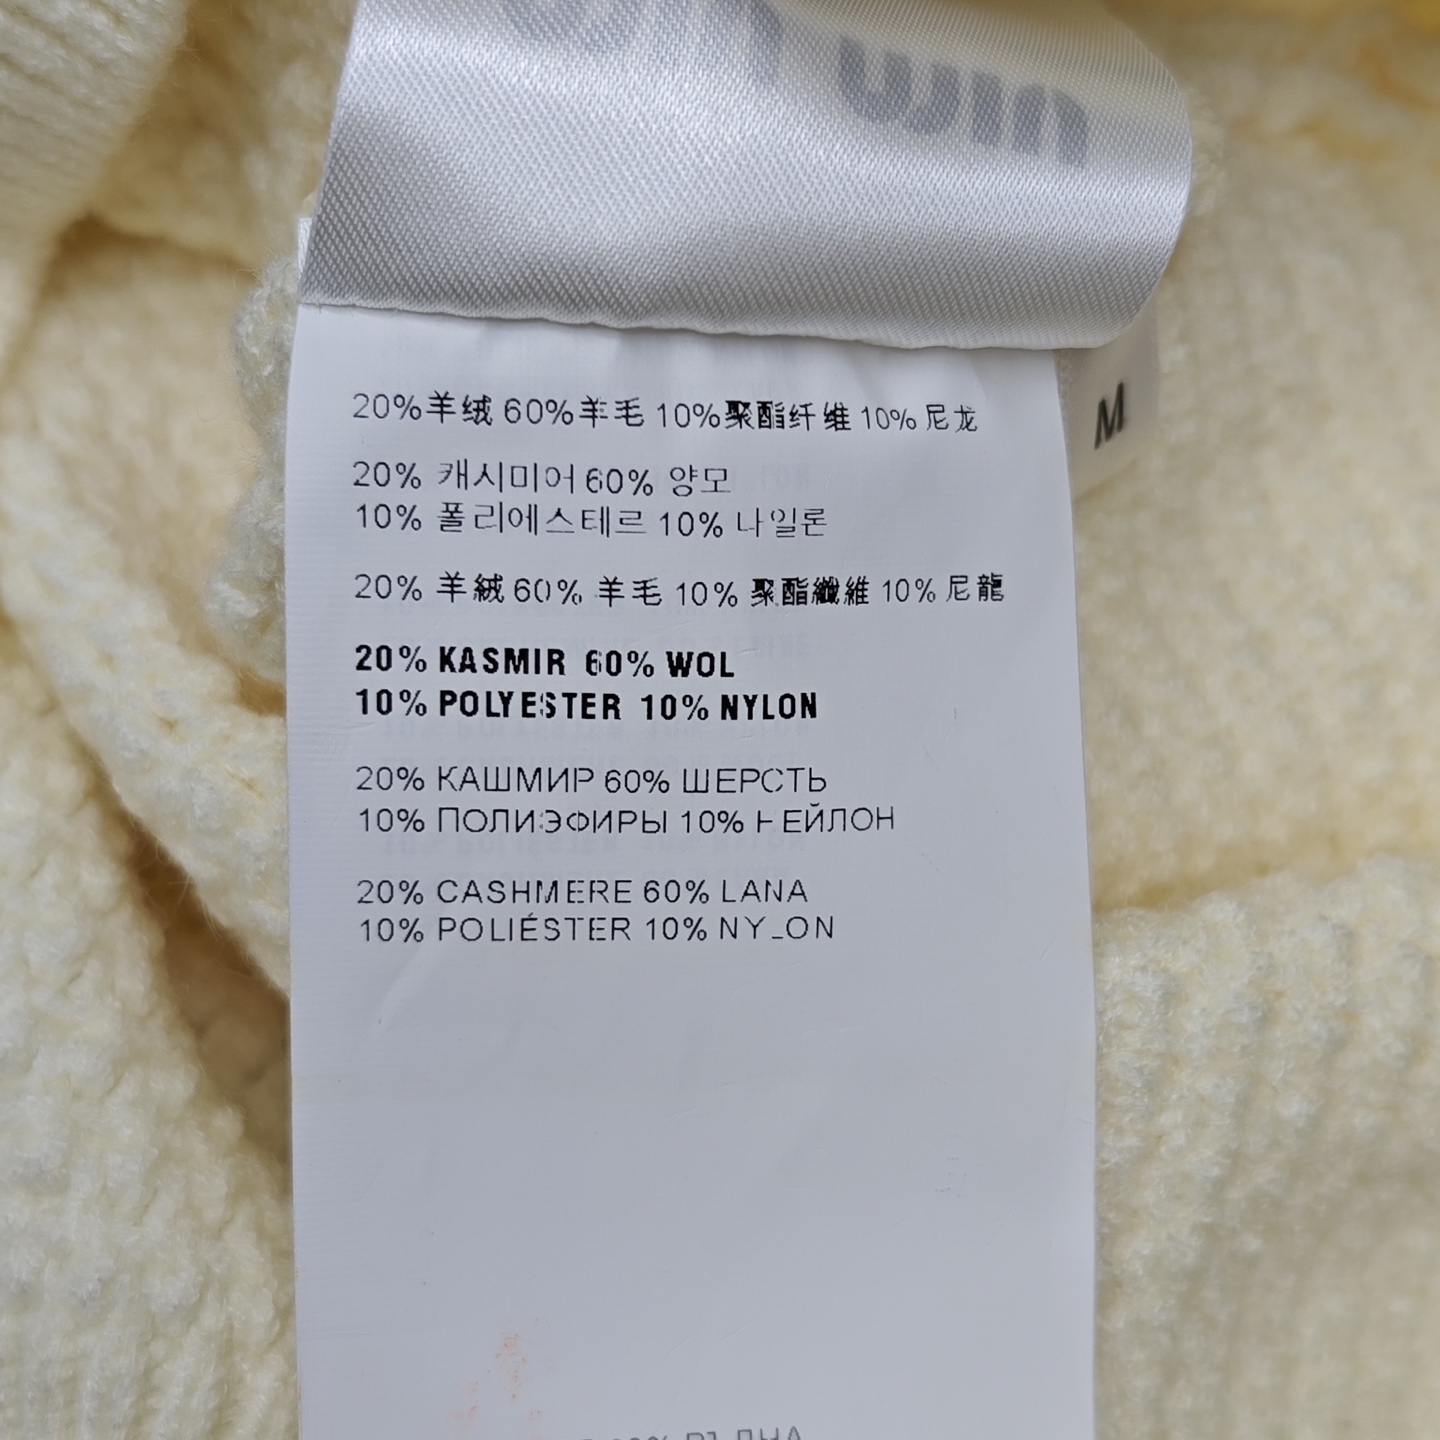 M
20%羊绒 60%羊毛 10%聚酯纤维 10% 尼龙
20% 캐시미어 60% 양모
10% 폴리에스테르 10% 나일론
20% 羊絨 60% 羊毛 10% 聚酯纖維 10% 尼龍
20% KASMIR 60% WOL
10% POLYESTER 10% NYLON
20% КАШМИР 60% ШЕРСТЬ
10% ПОЛИЭФИРЫ 10% НЕЙЛОН
20% CASHMERE 60% LANA
10% POLIÉSTER 10% NYLON